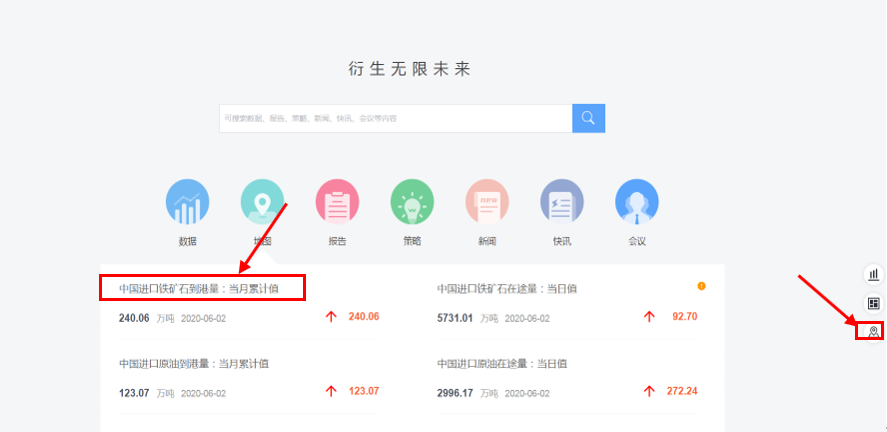 衍生无限未来
可搜索数据、报告、策略、新闻、快讯、会议等内容
数据
地图
报告
策略
新闻
快讯
会议
中国进口铁矿石到港量：当月累计值
240.06 万吨 2020-06-02 240.06
中国进口铁矿石在途量：当日值
5731.01 万吨 2020-06-02 92.70
中国进口原油到港量：当月累计值
123.07 万吨 2020-06-02 123.07
中国进口原油在途量：当日值
2996.17 万吨 2020-06-02 272.24